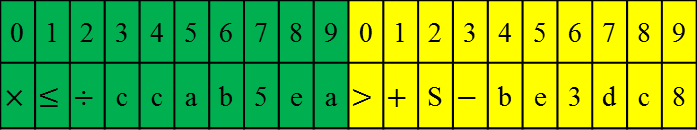 0 1 2 3 4 5 6 7 8 9 0 1 2 3 4 5 6 7 8 9
× ≤ ÷ c c a b 5 e a > + S − b e 3 d c 8